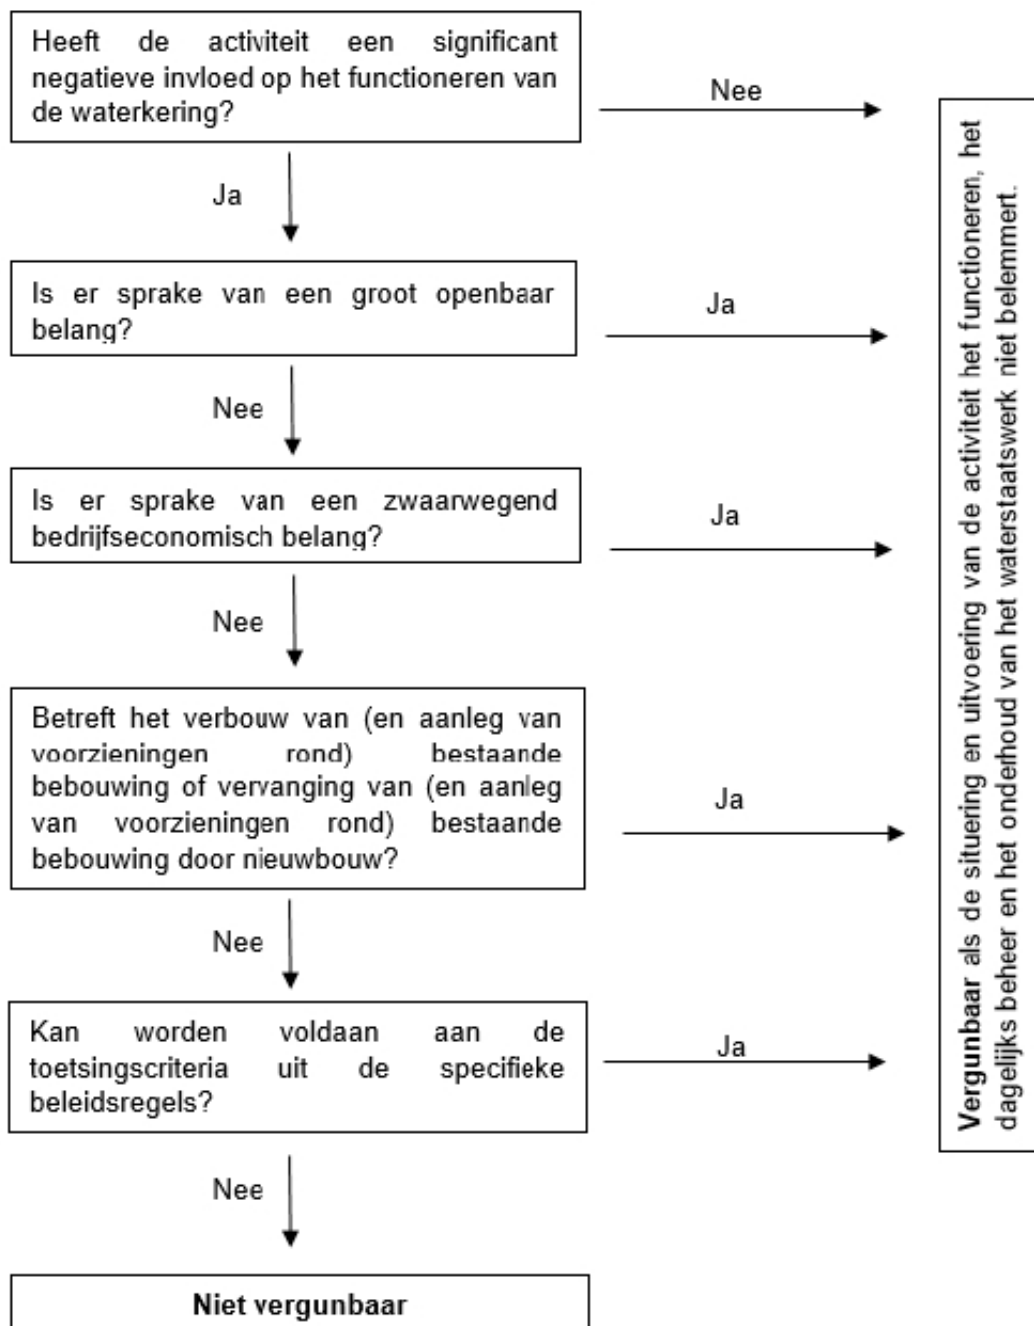 Heeft de activiteit een significant
negatieve invloed op het functioneren van
de waterkering?
Nee
Ja
Is er sprake van een groot openbaar
belang?
Ja
Nee
Is er sprake van een zwaarwegend
bedrijfseconomisch belang?
Ja
Nee
Betreft het verbouw van (en aanleg van
voorzieningen rond) bestaande
bebouwing of vervanging van (en aanleg
van voorzieningen rond) bestaande
bebouwing door nieuwbouw?
Ja
Nee
Kan worden voldaan aan de
toetsingscriteria uit de specifieke
beleidsregels?
Ja
Nee
Niet vergunbaar
Vergunbaar als de situering en uitvoering van de activiteit het functioneren, het
dagelijks beheer en het onderhoud van het waterstaatswerk niet belemmert.